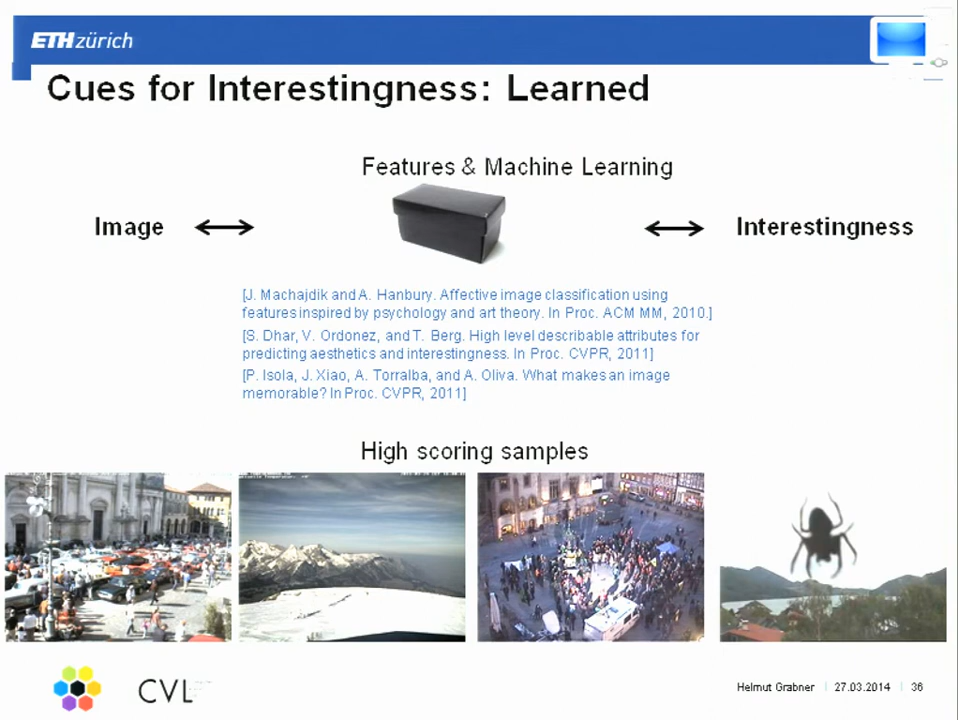 ETH zürich
Cues for Interestingness: Learned
Features & Machine Learning
Image
Interestingness
[J. Machajdik and A. Hanbury. Affective image classification using
features inspired by psychology and art theory. In Proc. ACM MM, 2010.]
[S. Dhar, V. Ordonez, and T. Berg. High level describable attributes for
predicting aesthetics and interestingness. In Proc. CVPR, 2011]
[P. Isola, J. Xiao, A. Torralba, and A. Oliva. What makes an image
memorable? In Proc. CVPR, 2011]
High scoring samples
CVL
Helmut Grabner | 27.03.2014 | 36